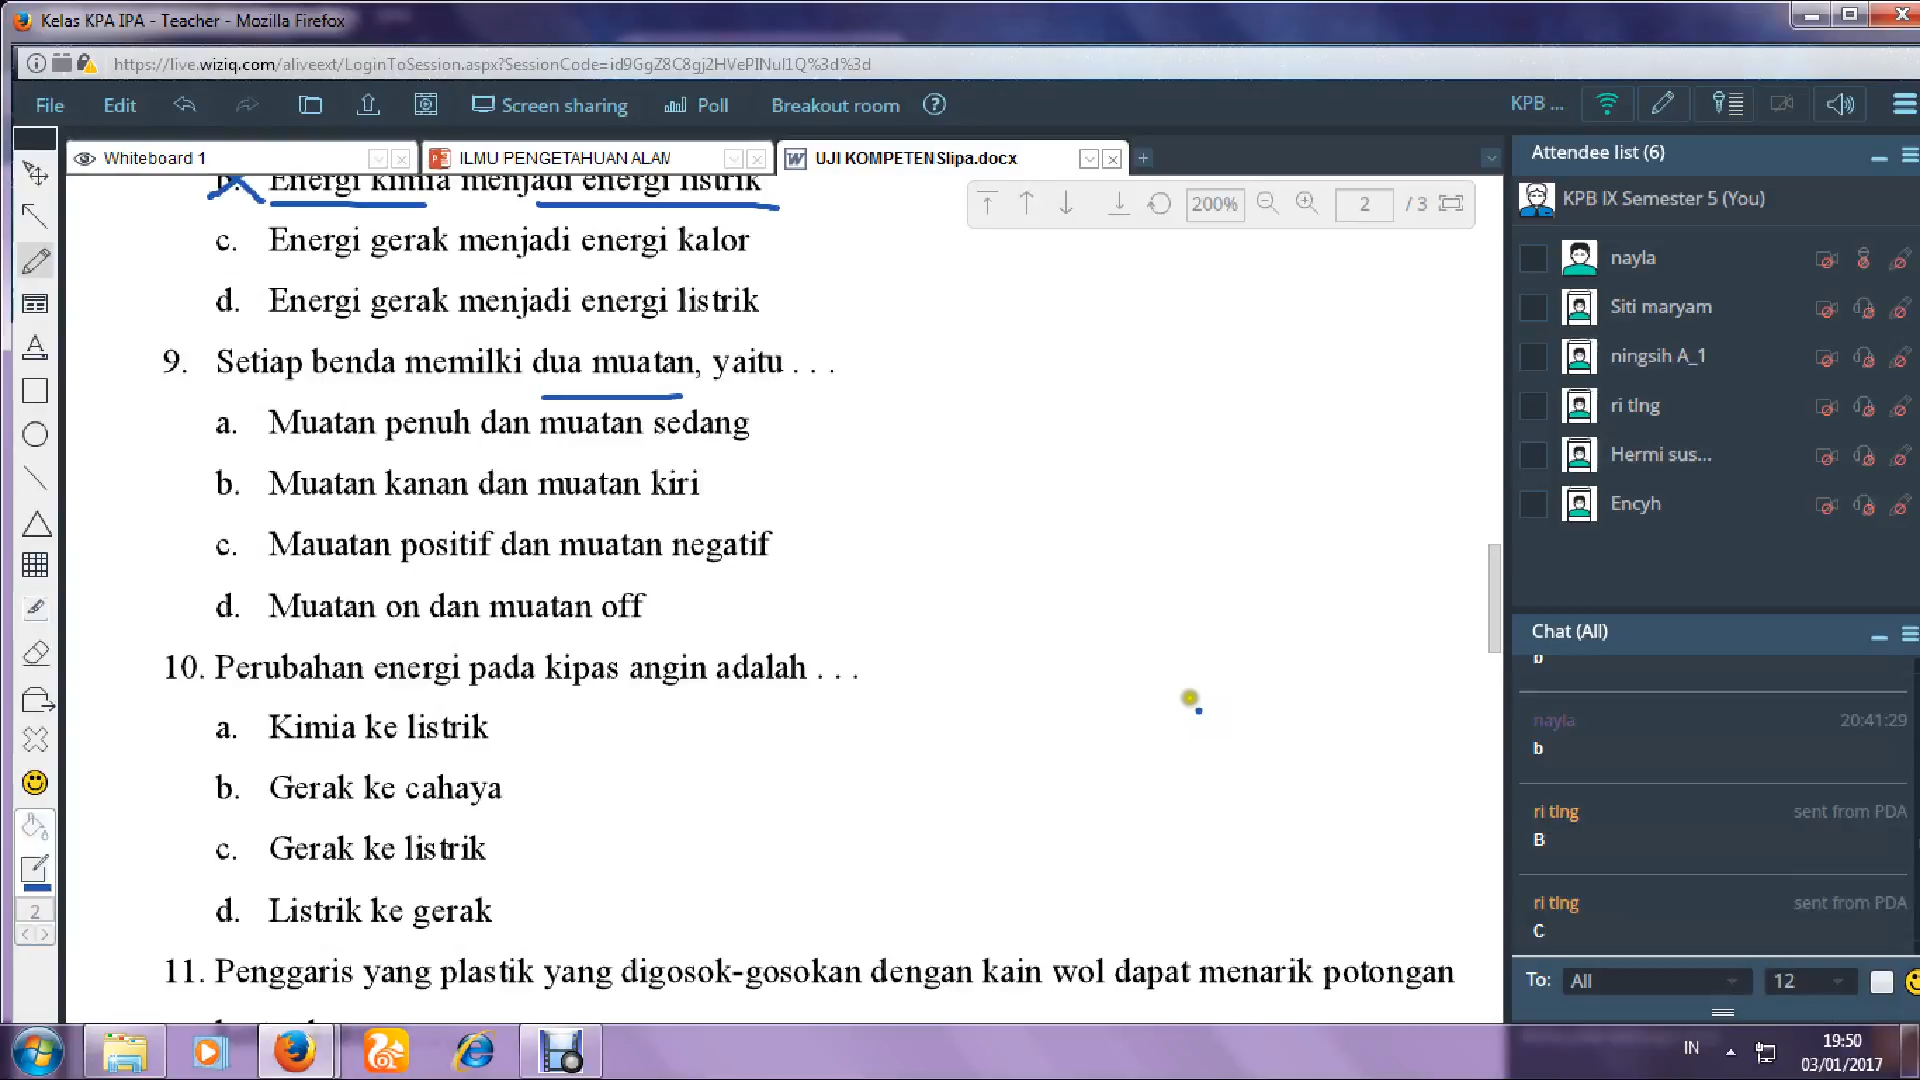 Kelas KPA IPA - Teacher - Mozilla Firefox
https://live.wiziq.com/aliveext/LoginToSession.aspx?SessionCode=id9GgZ8C8gj2HVePINul1Q%3d%3d
File Edit Screen sharing Poll Breakout room KPB ...
Whiteboard 1 ILMU PENGETAHUAN ALAM UJI KOMPETENSIipa.docx
200% 2 / 3
b. Energi kimia menjadi energi listrik
c. Energi gerak menjadi energi kalor
d. Energi gerak menjadi energi listrik
9. Setiap benda memilki dua muatan, yaitu . . .
a. Muatan penuh dan muatan sedang
b. Muatan kanan dan muatan kiri
c. Mauatan positif dan muatan negatif
d. Muatan on dan muatan off
10. Perubahan energi pada kipas angin adalah . . .
a. Kimia ke listrik
b. Gerak ke cahaya
c. Gerak ke listrik
d. Listrik ke gerak
11. Penggaris yang plastik yang digosok-gosokan dengan kain wol dapat menarik potongan
2
Attendee list (6)
KPB IX Semester 5 (You)
nayla
Siti maryam
ningsih A_1
ri tIng
Hermi sus...
Encyh
Chat (All)
b
nayla 20:41:29
b
ri tIng sent from PDA
B
ri tIng sent from PDA
C
To: All 12
IN
19:50
03/01/2017